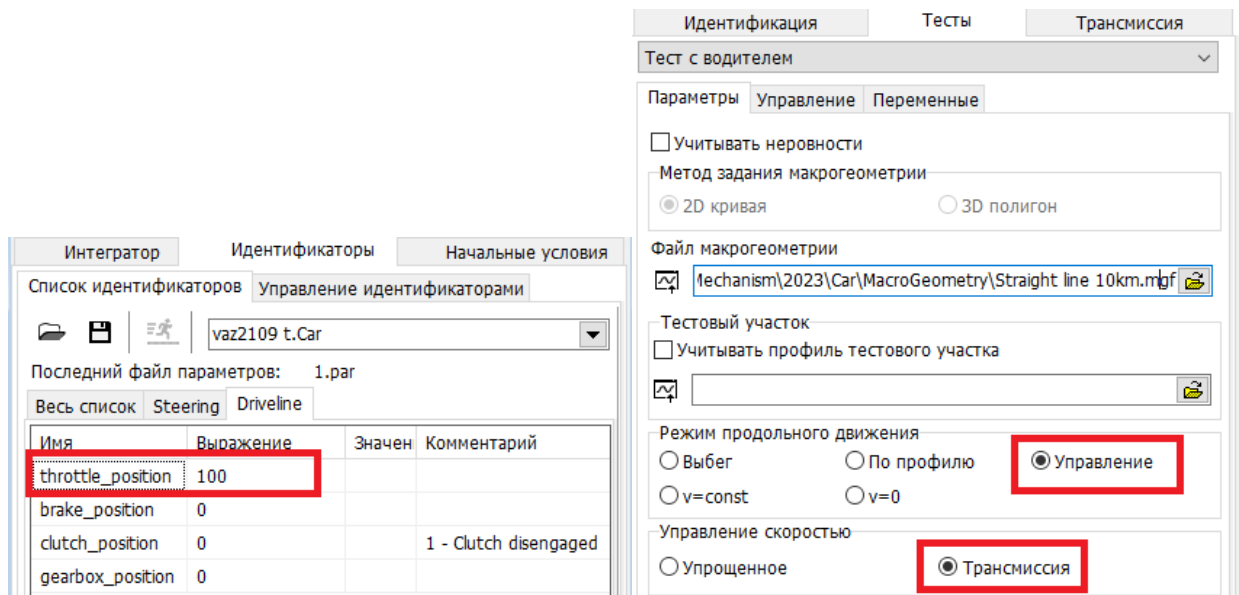 Интегратор Идентификаторы Начальные условия
Список идентификаторов Управление идентификаторами
vaz2109 t.Car
Последний файл параметров: 1.par
Весь список Steering Driveline
Имя Выражение Значен Комментарий
throttle_position 100
brake_position 0
clutch_position 0 1 - Clutch disengaged
gearbox_position 0
Идентификация Тесты Трансмиссия
Тест с водителем
Параметры Управление Переменные
Учитывать неровности
Метод задания макрогеометрии
2D кривая 3D полигон
Файл макрогеометрии
Mechanism\2023\Car\MacroGeometry\Straight line 10km.mgf
Тестовый участок
Учитывать профиль тестового участка
Режим продольного движения
Выбег По профилю Управление
v=const v=0
Управление скоростью
Упрощенное Трансмиссия